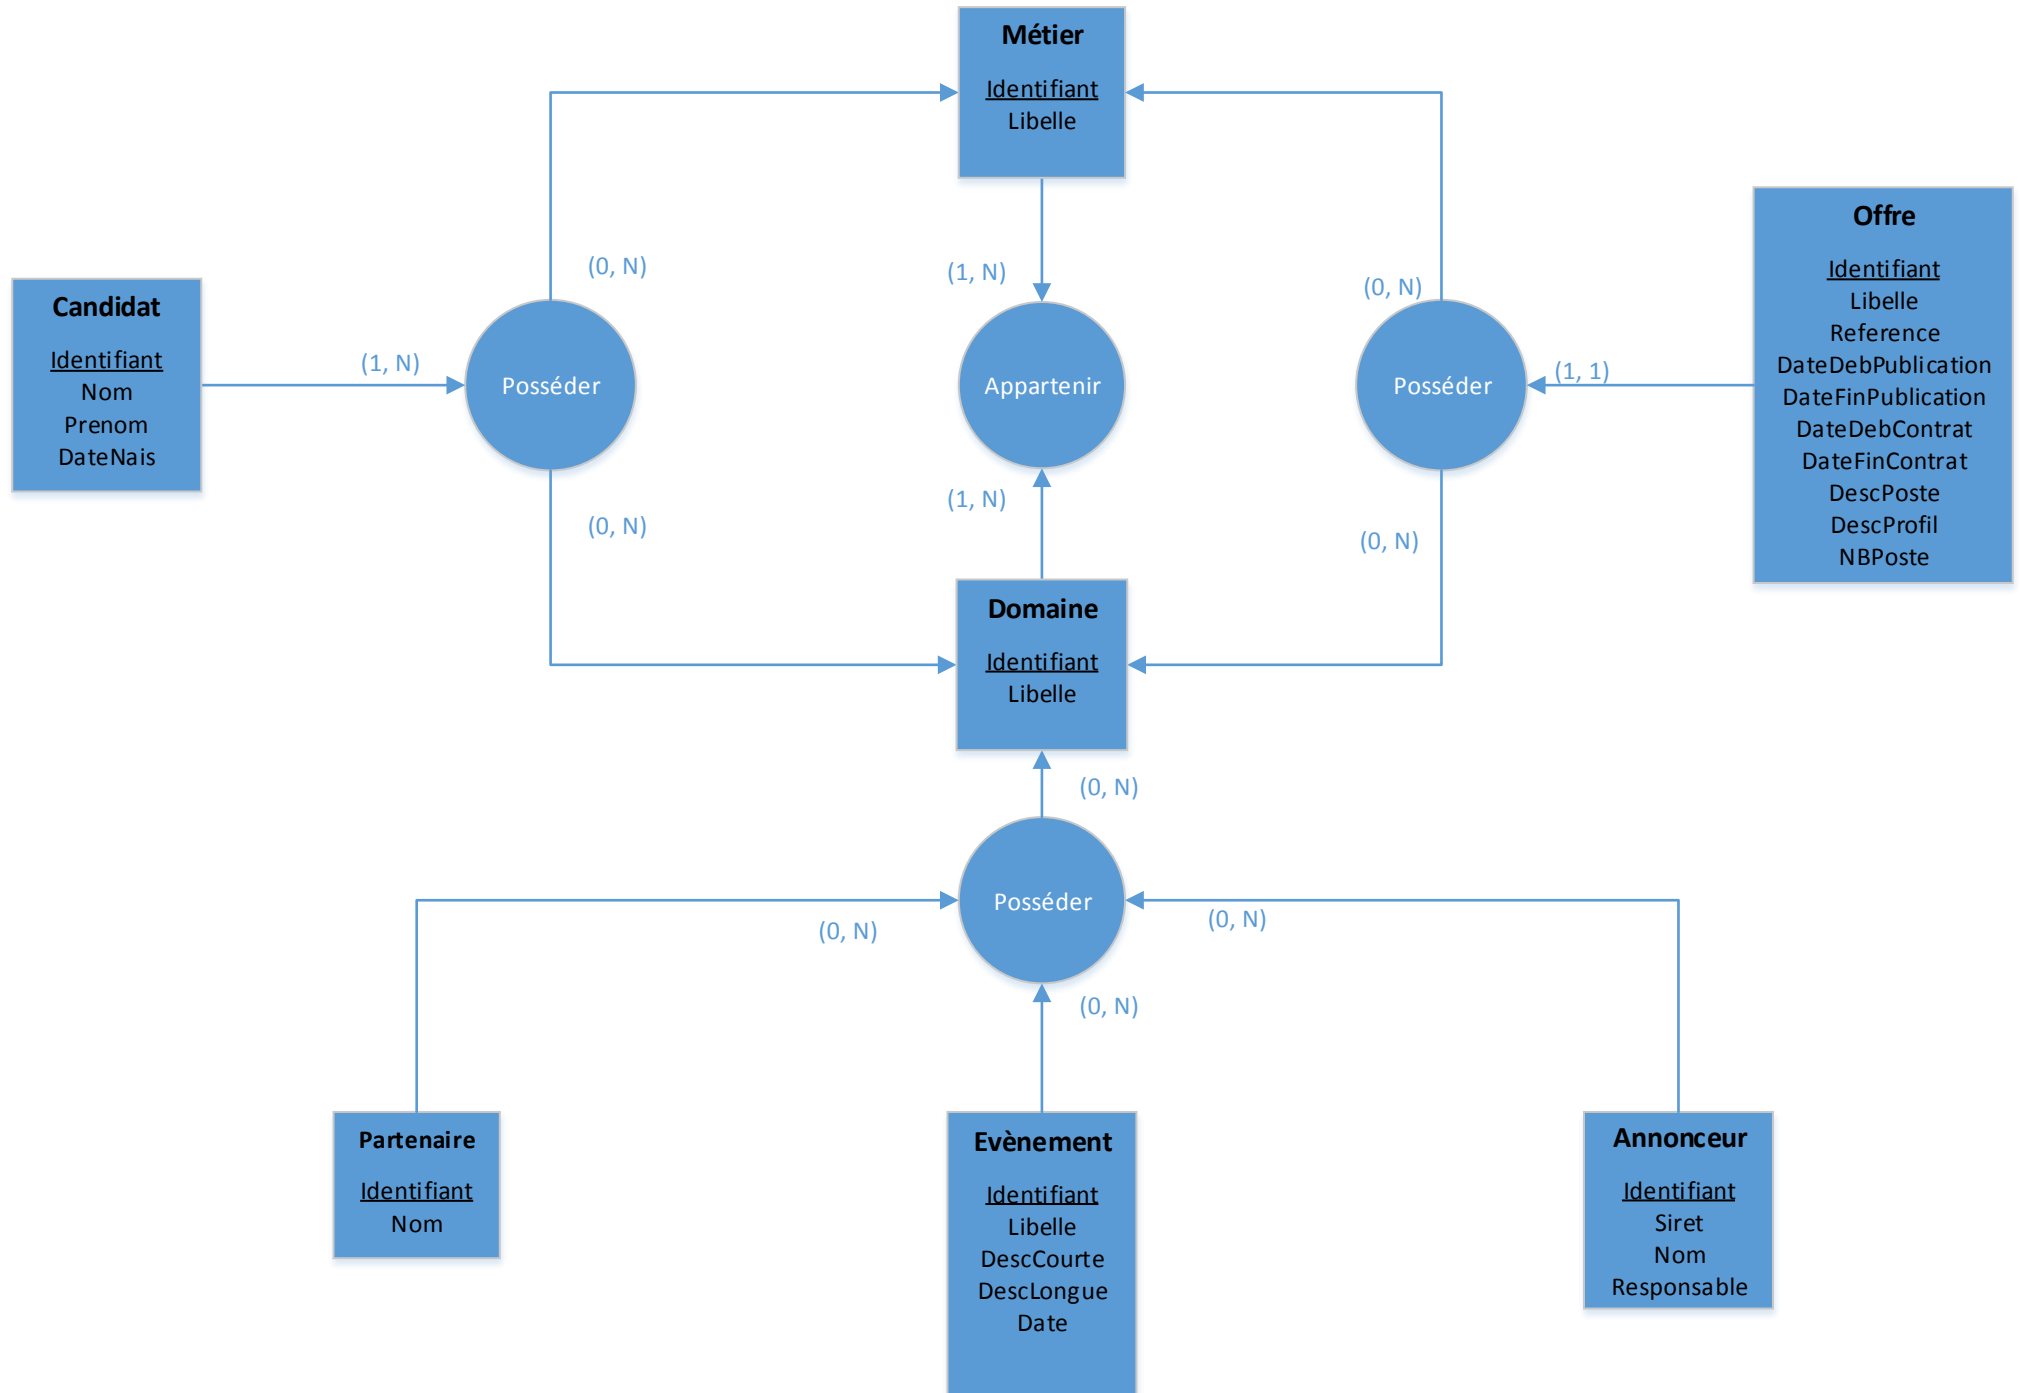 Métier
Identifiant
Libelle
Offre
Identifiant
Libelle
Reference
DateDebPublication
DateFinPublication
DateDebContrat
DateFinContrat
DescPoste
DescProfil
NBPoste
Candidat
Identifiant
Nom
Prenom
DateNais
(0, N)
(1, N)
(0, N)
(1, N)
Posséder
Appartenir
Posséder
(1, 1)
(0, N)
(1, N)
(0, N)
Domaine
Identifiant
Libelle
(0, N)
Posséder
(0, N)
(0, N)
(0, N)
Partenaire
Identifiant
Nom
Evènement
Identifiant
Libelle
DescCourte
DescLongue
Date
Annonceur
Identifiant
Siret
Nom
Responsable